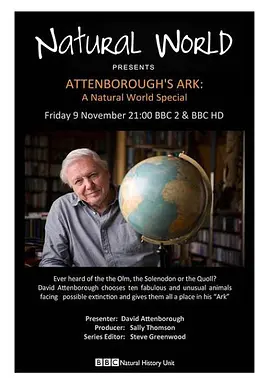 NATURAL WORLD
PRESENTS
ATTENBOROUGH'S ARK:
A Natural World Special
Friday 9 November 21:00 BBC 2 & BBC HD
Ever heard of the the Olm, the Solenodon or the Quoll?
David Attenborough chooses ten fabulous and unusual animals
facing possible extinction and gives them all a place in his "Ark"
Presenter: David Attenborough
Producer: Sally Thomson
Series Editor: Steve Greenwood
BBC Natural History Unit